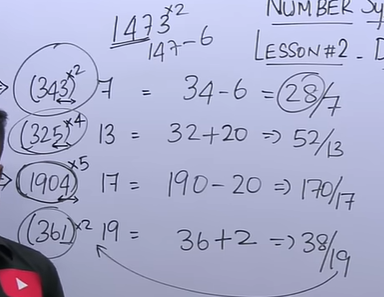 NUMBER Sy
1473 ×2
147-6
LESSON#2 - D
(343) ×2 7 = 34-6 = 28/7
(325) ×4 13 = 32+20 ⇒ 52/13
(1904) ×5 17 = 190-20 ⇒ 170/17
(361) ×2 19 = 36+2 ⇒ 38/19